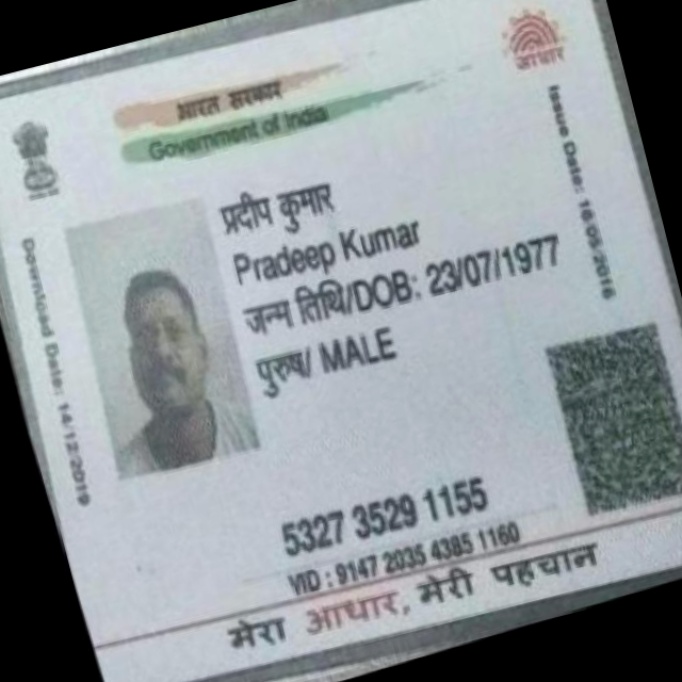 आधार
भारत सरकार
Government of India
Issue Date: 16/05/2016
Download Date: 14/12/2019
प्रदीप कुमार
Pradeep Kumar
जन्म तिथि/DOB: 23/07/1977
पुरुष/ MALE
5327 3529 1155
VID : 9147 2035 4385 1160
मेरा आधार, मेरी पहचान